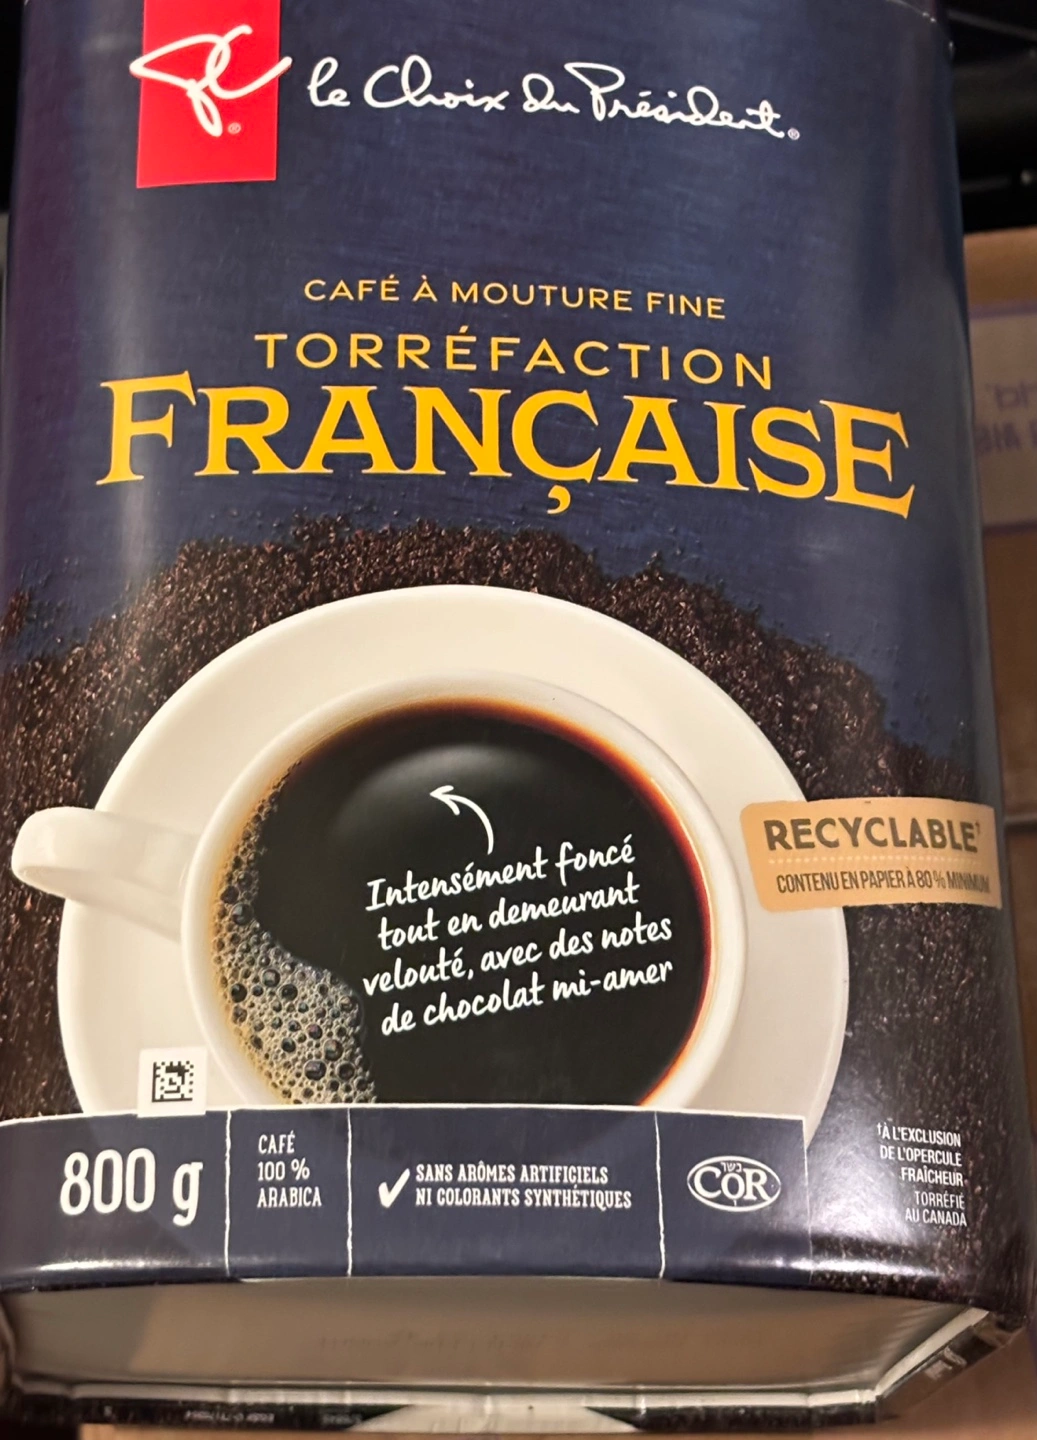 PC
le Choix du Président
CAFÉ À MOUTURE FINE
TORRÉFACTION
FRANÇAISE
Intensément foncé
tout en demeurant
velouté, avec des notes
de chocolat mi-amer
RECYCLABLE†
CONTENU EN PAPIER À 80 % MINIMUM
800 g
CAFÉ
100 %
ARABICA
✓ SANS ARÔMES ARTIFICIELS
NI COLORANTS SYNTHÉTIQUES
כשר
COR
†À L'EXCLUSION
DE L'OPERCULE
FRAÎCHEUR
TORRÉFIÉ
AU CANADA